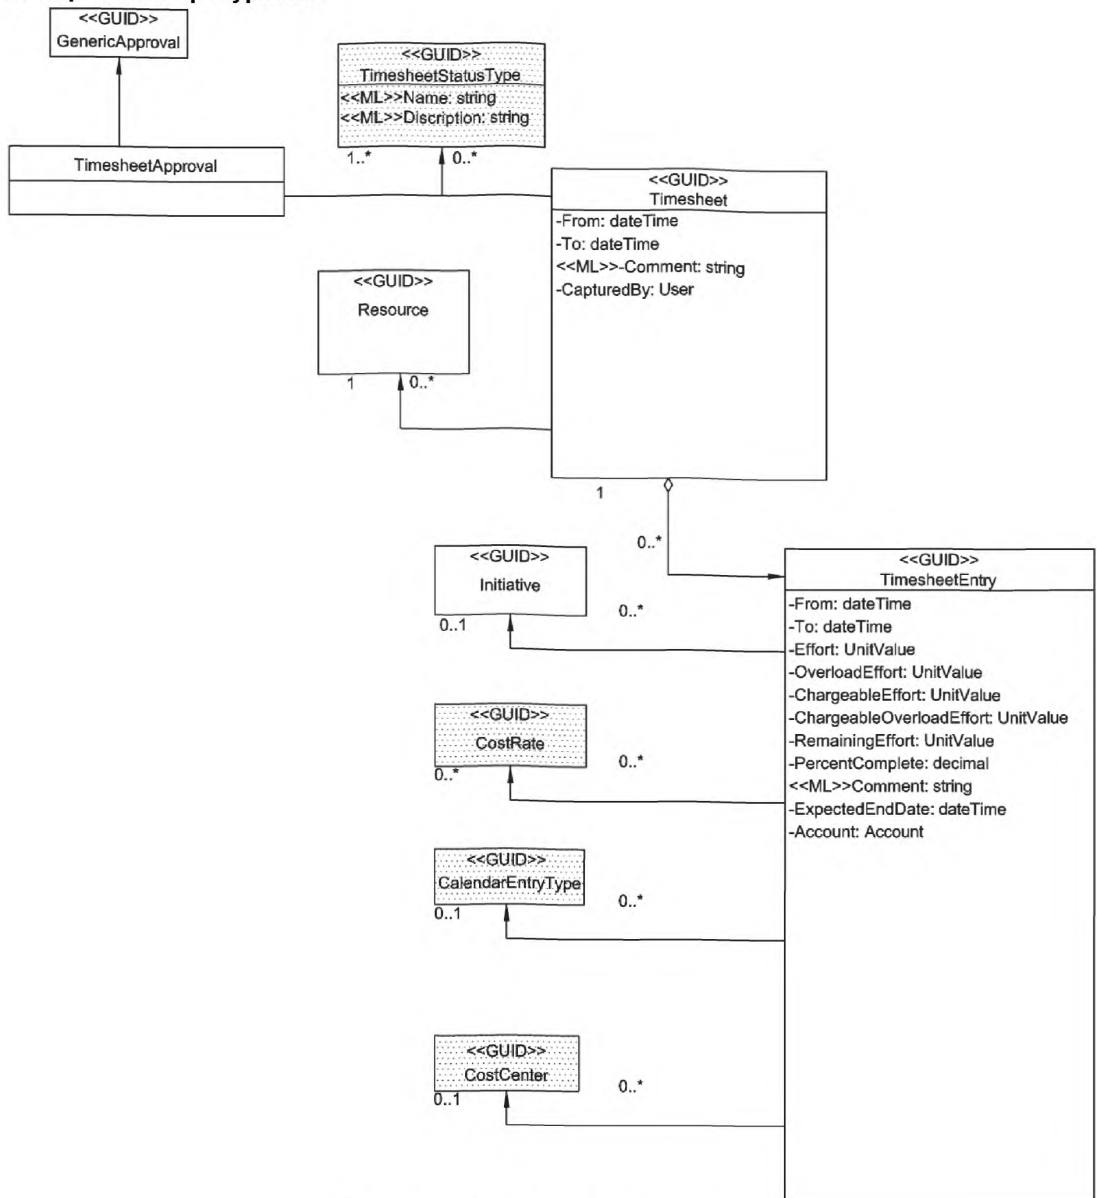 <<GUID>>
GenericApproval
<<GUID>>
TimesheetStatusType
<<ML>>Name: string
<<ML>>Discription: string
1..*
0..*
TimesheetApproval
<<GUID>>
Timesheet
-From: dateTime
-To: dateTime
<<ML>>-Comment: string
-CapturedBy: User
<<GUID>>
Resource
1
0..*
1
0..*
<<GUID>>
Initiative
0..1
0..*
<<GUID>>
TimesheetEntry
-From: dateTime
-To: dateTime
-Effort: UnitValue
-OverloadEffort: UnitValue
-ChargeableEffort: UnitValue
-ChargeableOverloadEffort: UnitValue
-RemainingEffort: UnitValue
-PercentComplete: decimal
<<ML>>Comment: string
-ExpectedEndDate: dateTime
-Account: Account
<<GUID>>
CostRate
0..*
0..*
<<GUID>>
CalendarEntryType
0..1
0..*
<<GUID>>
CostCenter
0..1
0..*